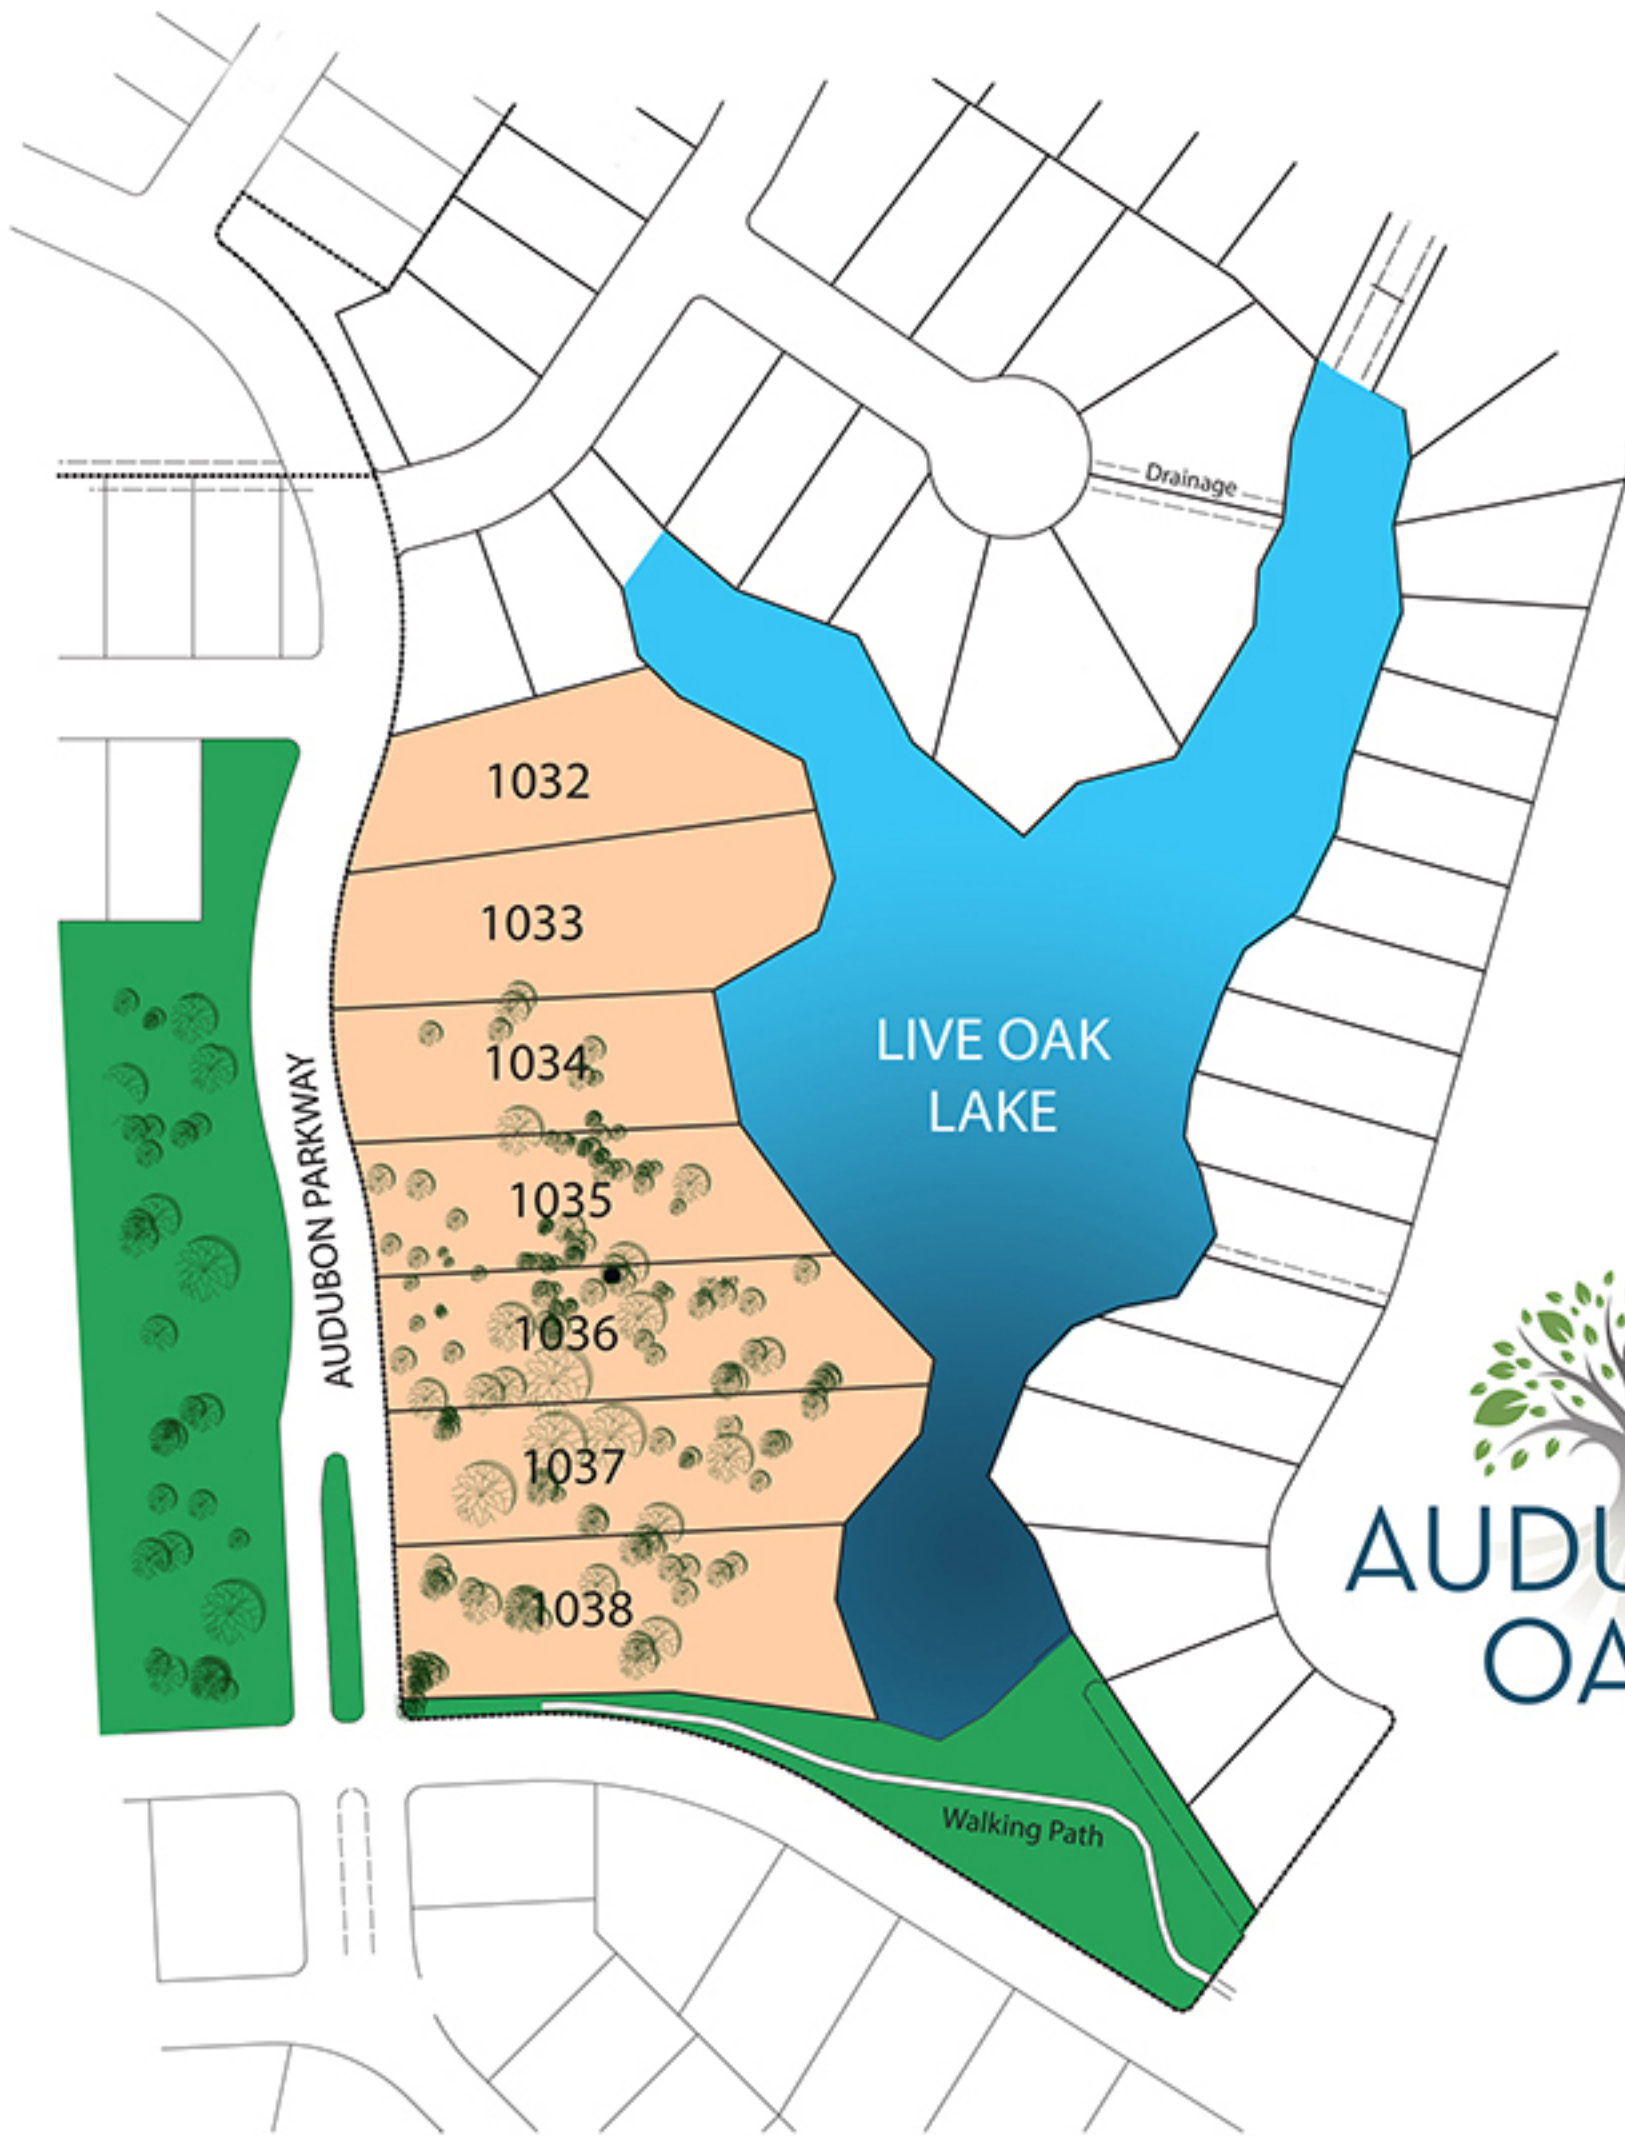 Drainage
1032
1033
1034
LIVE OAK
LAKE
1035
AUDUBON PARKWAY
1036
1037
1038
AUDU
OA
Walking Path